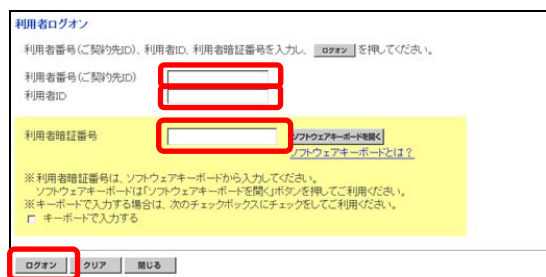 利用者ログオン
利用者番号(ご契約先ID)、利用者ID、利用者暗証番号を入力し、 ログオン を押してください。
利用者番号(ご契約先ID)
利用者ID
利用者暗証番号 ソフトウェアキーボードを開く
ソフトウェアキーボードとは？
※利用者暗証番号は、ソフトウェアキーボードから入力してください。
ソフトウェアキーボードは「ソフトウェアキーボードを開く」ボタンを押してご利用ください。
※キーボードで入力する場合は、次のチェックボックスにチェックをしてご利用ください。
キーボードで入力する
ログオン クリア 閉じる